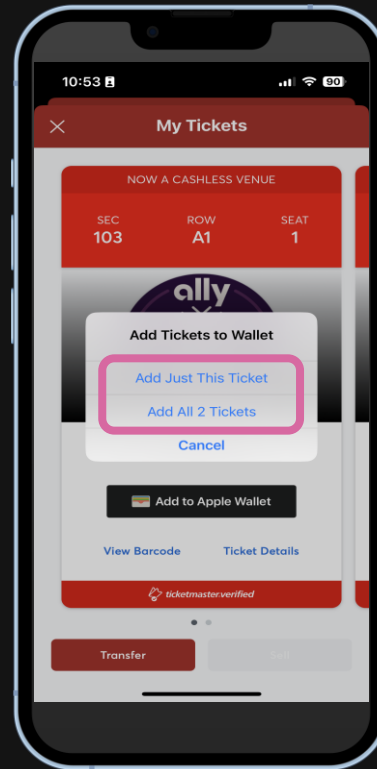 10:53
90
My Tickets
NOW A CASHLESS VENUE
SEC ROW SEAT
103 A1 1
ally
Add Tickets to Wallet
Add Just This Ticket
Add All 2 Tickets
Cancel
Add to Apple Wallet
View Barcode Ticket Details
ticketmaster.verified
Transfer
Sell